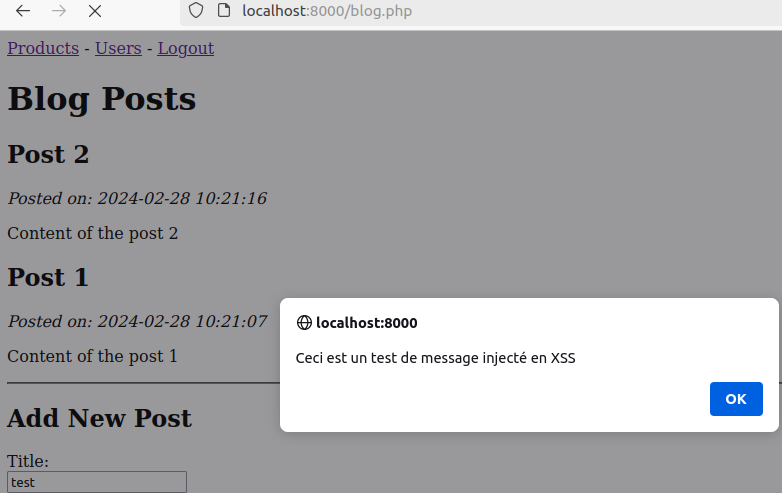 localhost:8000/blog.php
Products - Users - Logout
Blog Posts
Post 2
Posted on: 2024-02-28 10:21:16
Content of the post 2
Post 1
Posted on: 2024-02-28 10:21:07
Content of the post 1
localhost:8000
Ceci est un test de message injecté en XSS
OK
Add New Post
Title:
test